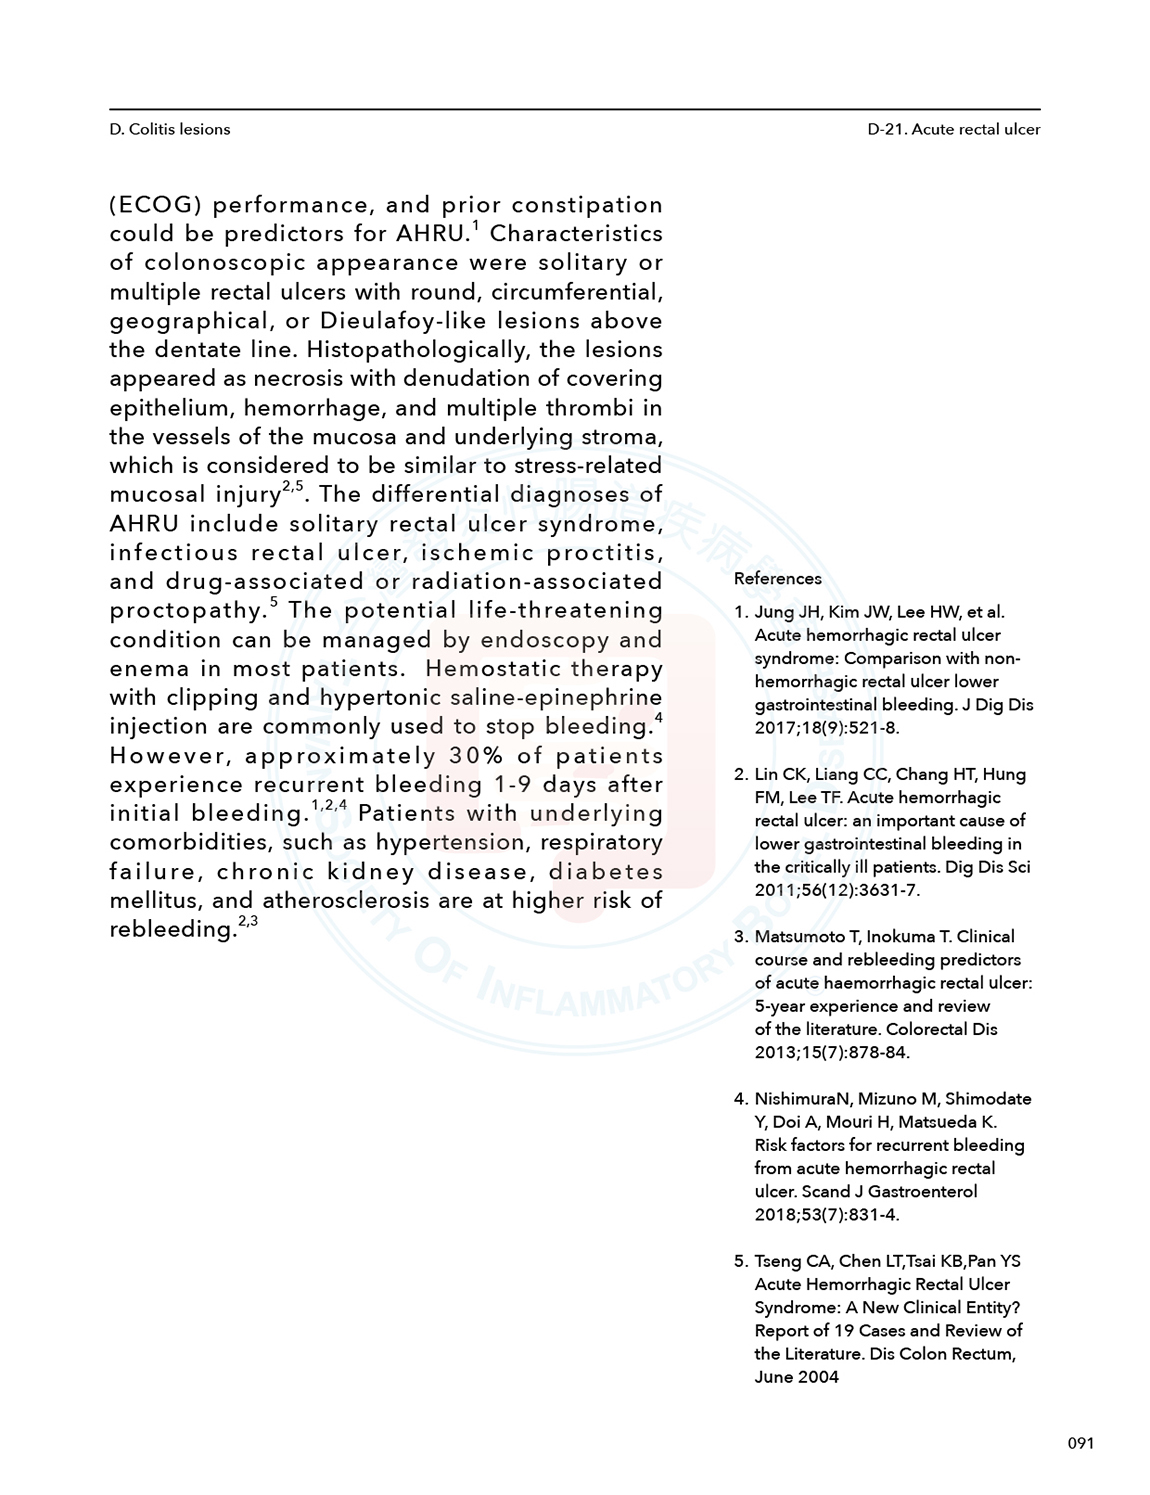 D. Colitis lesions
D-21. Acute rectal ulcer
(ECOG) performance, and prior constipation
could be predictors for AHRU.1 Characteristics
of colonoscopic appearance were solitary or
multiple rectal ulcers with round, circumferential,
geographical, or Dieulafoy-like lesions above
the dentate line. Histopathologically, the lesions
appeared as necrosis with denudation of covering
epithelium, hemorrhage, and multiple thrombi in
the vessels of the mucosa and underlying stroma,
which is considered to be similar to stress-related
mucosal injury2,5. The differential diagnoses of
AHRU include solitary rectal ulcer syndrome,
infectious rectal ulcer, ischemic proctitis,
and drug-associated or radiation-associated
proctopathy.5 The potential life-threatening
condition can be managed by endoscopy and
enema in most patients.  Hemostatic therapy
with clipping and hypertonic saline-epinephrine
injection are commonly used to stop bleeding.4
However, approximately 30% of patients
experience recurrent bleeding 1-9 days after
initial bleeding.1,2,4 Patients with underlying
comorbidities, such as hypertension, respiratory
failure, chronic kidney disease, diabetes
mellitus, and atherosclerosis are at higher risk of
rebleeding.2,3
References
1. Jung JH, Kim JW, Lee HW, et al.
Acute hemorrhagic rectal ulcer
syndrome: Comparison with non-
hemorrhagic rectal ulcer lower
gastrointestinal bleeding. J Dig Dis
2017;18(9):521-8.
2. Lin CK, Liang CC, Chang HT, Hung
FM, Lee TF. Acute hemorrhagic
rectal ulcer: an important cause of
lower gastrointestinal bleeding in
the critically ill patients. Dig Dis Sci
2011;56(12):3631-7.
3. Matsumoto T, Inokuma T. Clinical
course and rebleeding predictors
of acute haemorrhagic rectal ulcer:
5-year experience and review
of the literature. Colorectal Dis
2013;15(7):878-84.
4. NishimuraN, Mizuno M, Shimodate
Y, Doi A, Mouri H, Matsueda K.
Risk factors for recurrent bleeding
from acute hemorrhagic rectal
ulcer. Scand J Gastroenterol
2018;53(7):831-4.
5. Tseng CA, Chen LT,Tsai KB,Pan YS
Acute Hemorrhagic Rectal Ulcer
Syndrome: A New Clinical Entity?
Report of 19 Cases and Review of
the Literature. Dis Colon Rectum,
June 2004
091